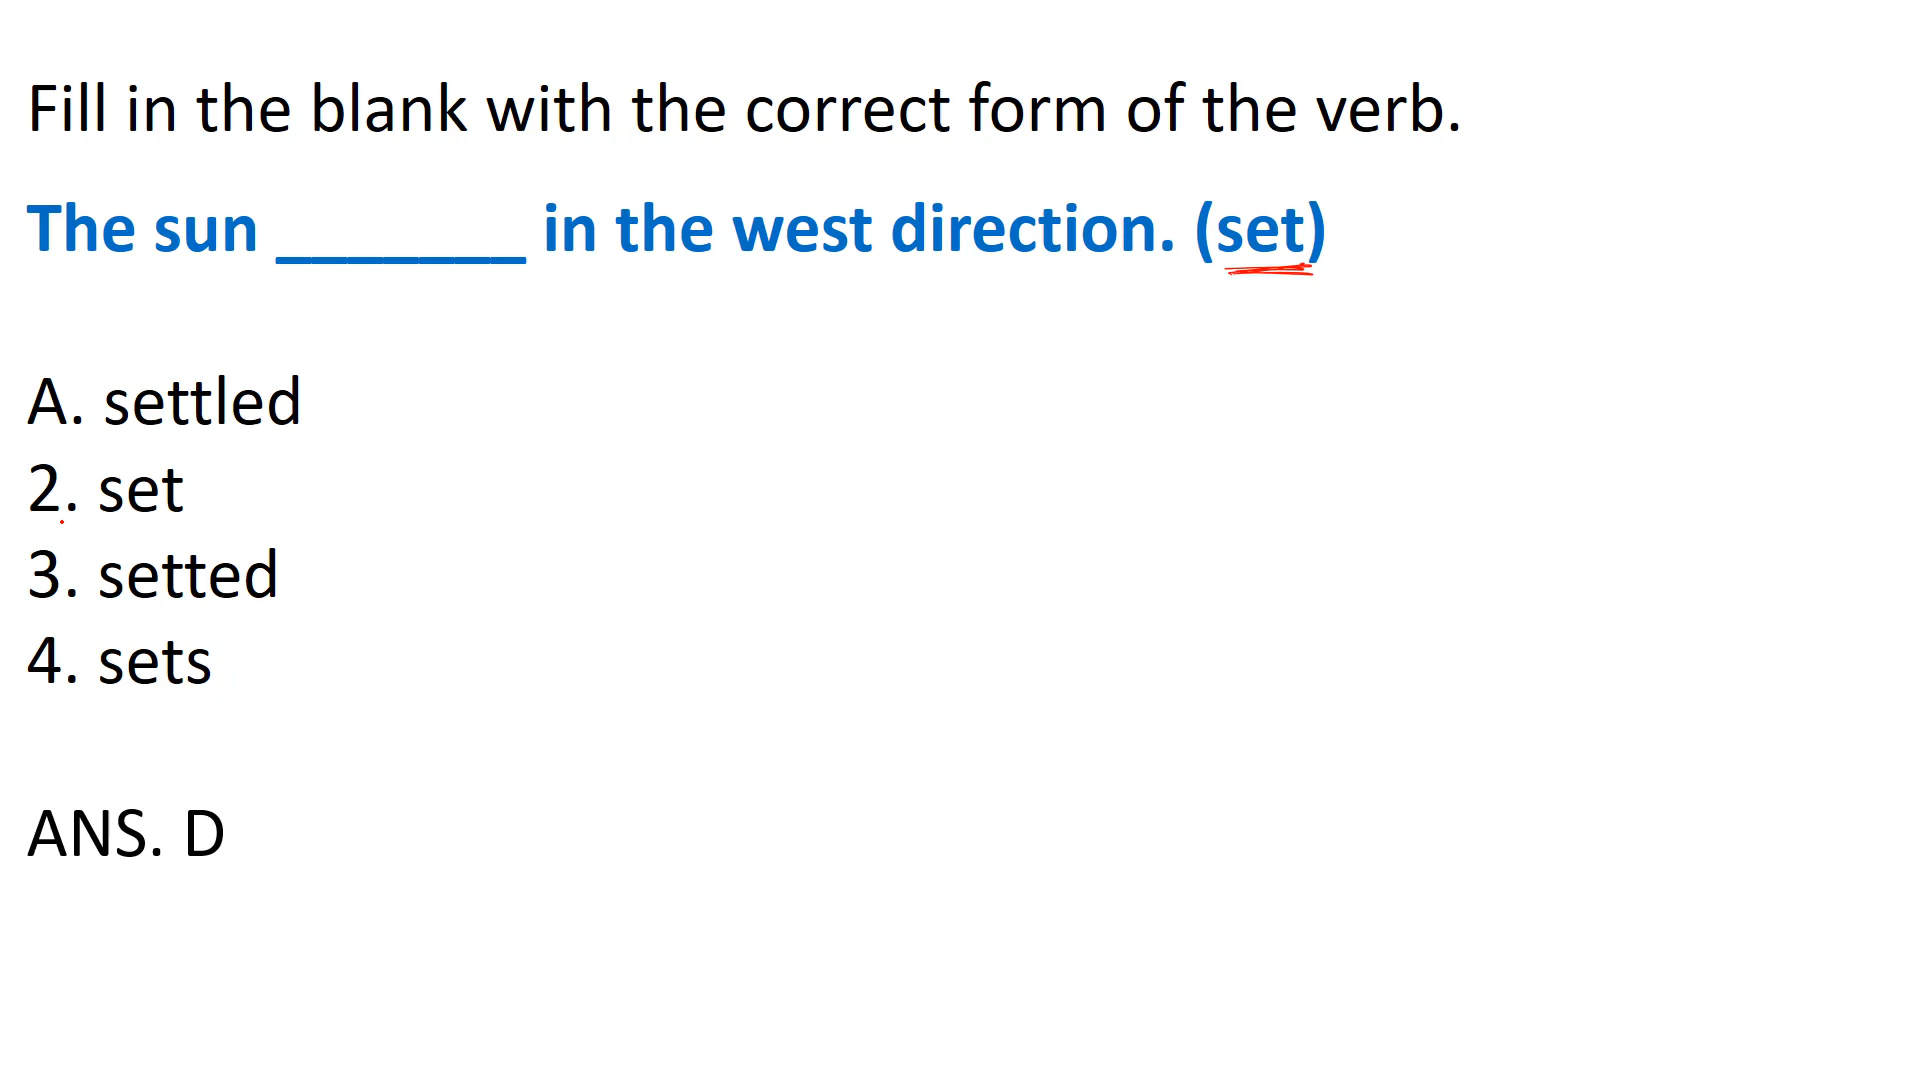 Fill in the blank with the correct form of the verb.
The sun _______ in the west direction. (set)
A. settled
2. set
3. setted
4. sets
ANS. D